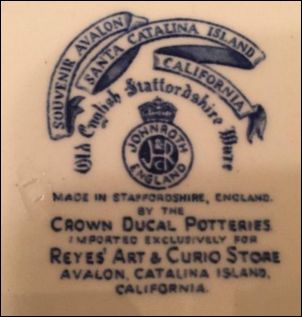 SOUVENIR AVALON
SANTA CATALINA ISLAND
CALIFORNIA
Old English Staffordshire Ware
JONROTH
J R
ENGLAND
MADE IN STAFFORDSHIRE, ENGLAND.
BY THE
CROWN DUCAL POTTERIES
IMPORTED EXCLUSIVELY FOR
REYES' ART & CURIO STORE
AVALON, CATALINA ISLAND,
CALIFORNIA.